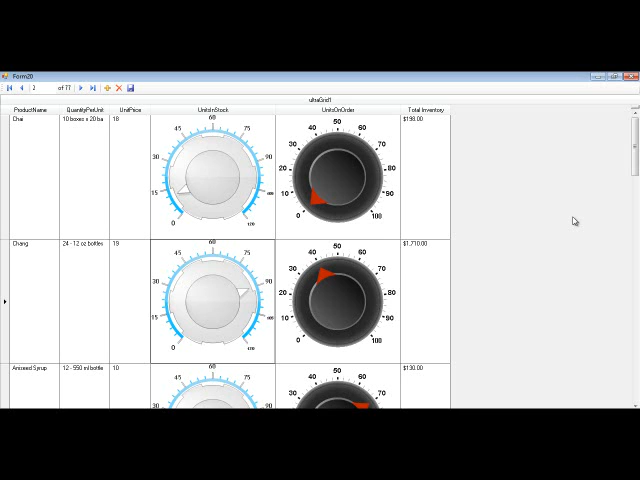 Form20
2 of 77
ultraGrid1
ProductName QuantityPerUnit UnitPrice UnitsInStock UnitsOnOrder Total Inventory
Chai 10 boxes x 20 ba 18 $198.00
0 15 30 45 60 75 90 120
0 10 20 30 40 50 60 70 80 90 100
Chang 24 - 12 oz bottles 19 $1,710.00
0 15 30 45 60 75 90
0 10 20 30 40 50 60 70 80 90 100
Aniseed Syrup 12 - 550 ml bottle 10 $130.00
45 60 75
30 40 50 60 70